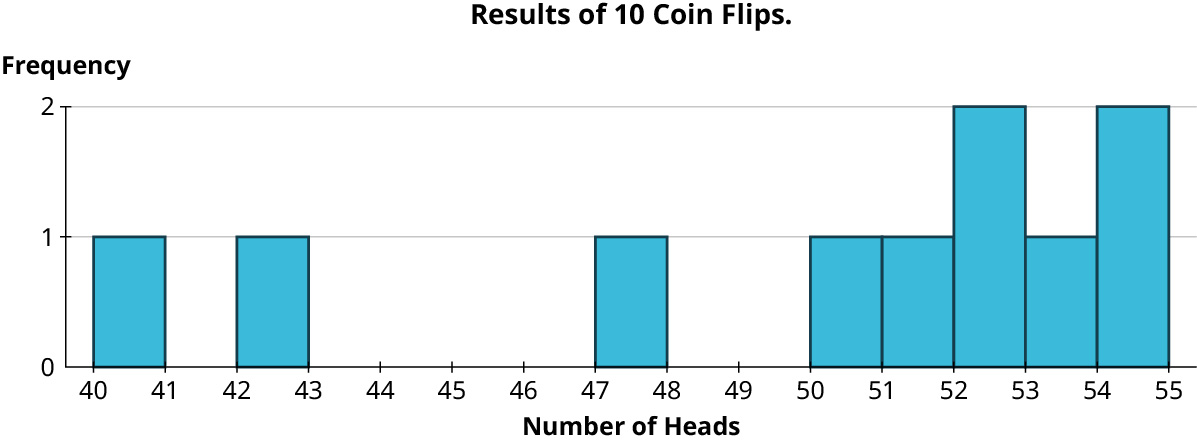 Results of 10 Coin Flips.
Frequency
2
1
0
40 41 42 43 44 45 46 47 48 49 50 51 52 53 54 55
Number of Heads